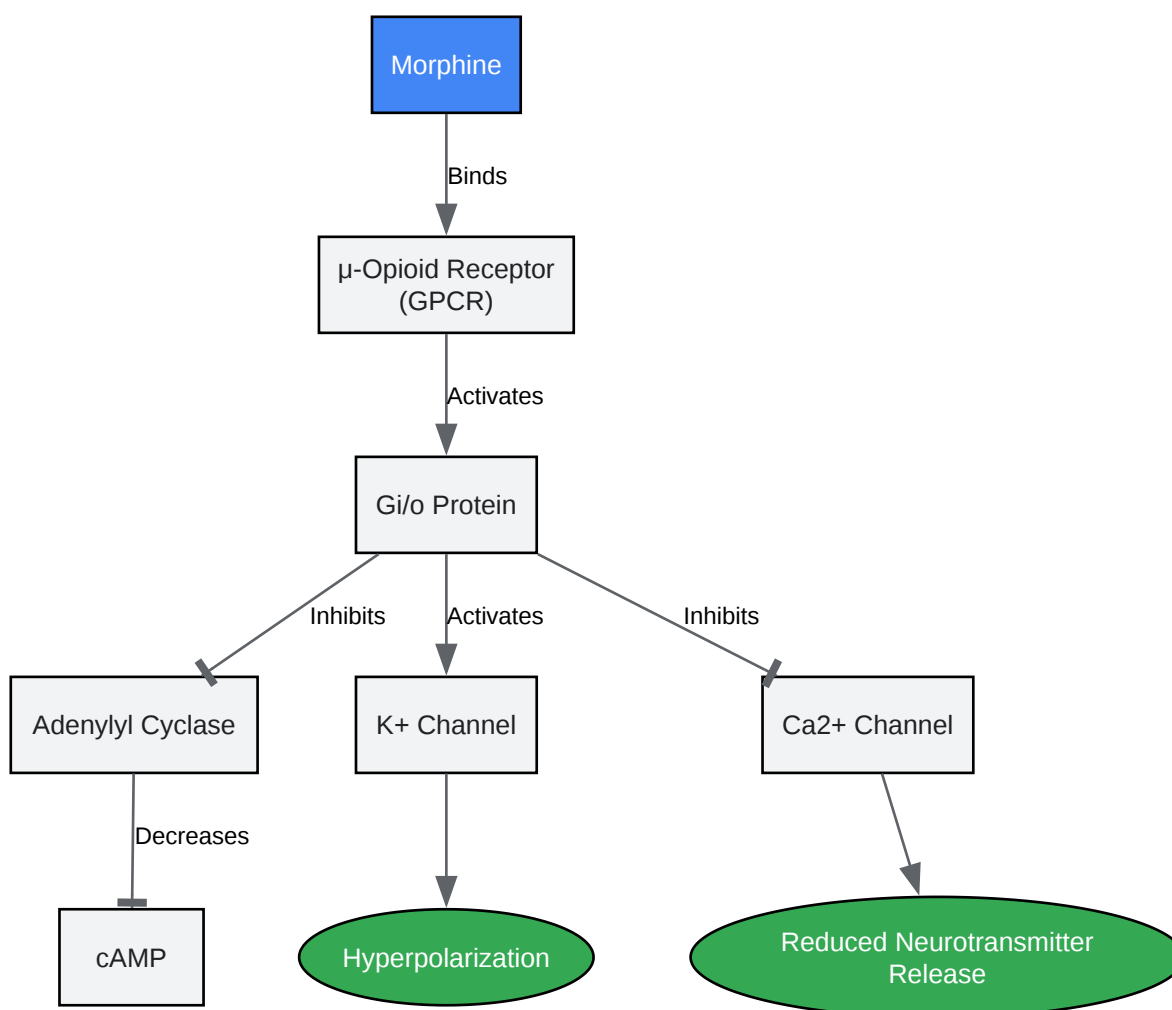 Morphine
Binds
μ-Opioid Receptor
(GPCR)
Activates
Gi/o Protein
Inhibits
Activates
Inhibits
Adenylyl Cyclase
K+ Channel
Ca2+ Channel
Decreases
cAMP
Hyperpolarization
Reduced Neurotransmitter
Release